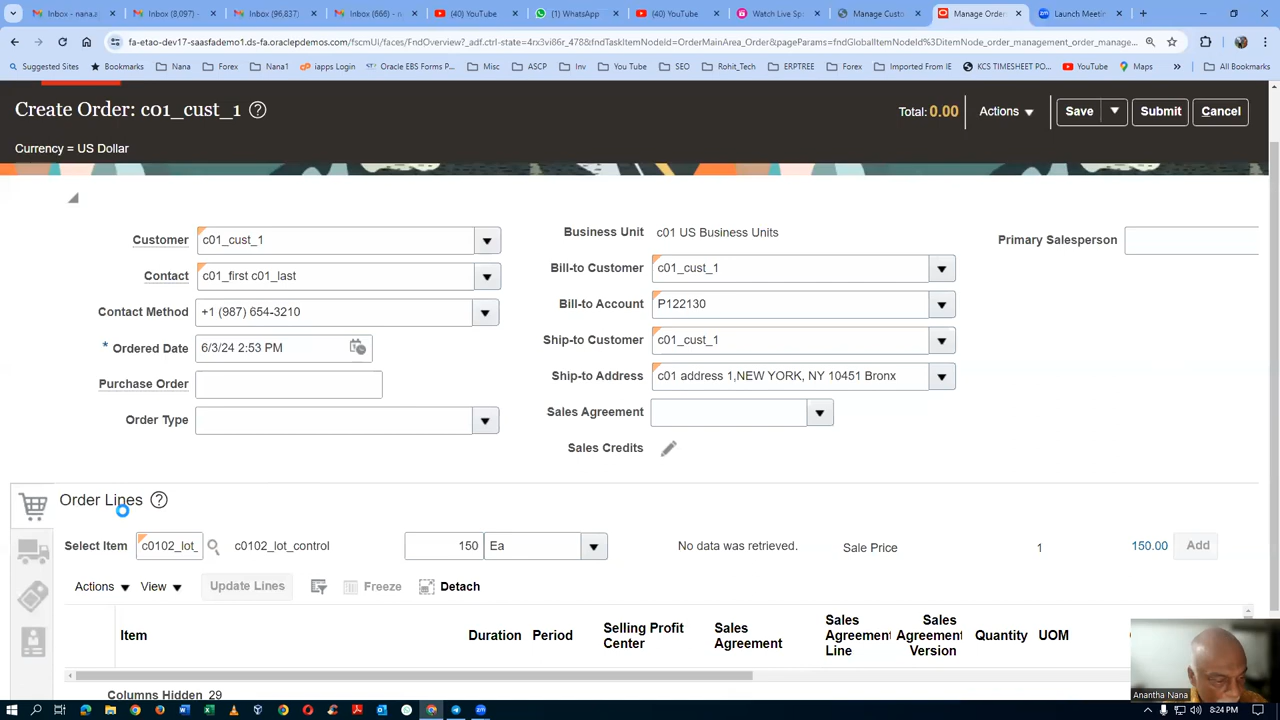 Inbox - nana.
Inbox (3,097) -
Inbox (96,837)
Inbox (666) -
(40) YouTube
(1) WhatsApp
(40) YouTube
Watch Live Sp
Manage Custo
Manage Order
Launch Meetin
fa-etao-dev17-saasfademo1.ds-fa.oraclepdemos.com/fscmUI/faces/FndOverview?_adf.ctrl-state=4rx3vi86r_478&fndTaskItemNodeId=OrderMainArea_Order&pageParams=fndGlobalItemNodeId%3DitemNode_order_management_order_manage...
Suggested Sites
Bookmarks
Nana
Forex
Nana1
iapps Login
Oracle EBS Forms P...
Misc
ASCP
Inv
You Tube
SEO
Rohit_Tech
ERPTREE
Forex
Imported From IE
KCS TIMESHEET PO...
YouTube
Maps
»
All Bookmarks
Create Order: c01_cust_1 ?
Total: 0.00
Actions
Save
Submit
Cancel
Currency = US Dollar
Customer c01_cust_1
Contact c01_first c01_last
Contact Method +1 (987) 654-3210
* Ordered Date 6/3/24 2:53 PM
Purchase Order
Order Type
Business Unit c01 US Business Units
Bill-to Customer c01_cust_1
Bill-to Account P122130
Ship-to Customer c01_cust_1
Ship-to Address c01 address 1,NEW YORK, NY 10451 Bronx
Sales Agreement
Sales Credits
Primary Salesperson
Order Lines ?
Select Item c0102_lot_ c0102_lot_control 150 Ea No data was retrieved. Sale Price 1 150.00 Add
Actions View Update Lines Freeze Detach
Item
Duration
Period
Selling Profit
Center
Sales
Agreement
Sales
Agreement
Line
Sales
Agreement
Version
Quantity
UOM
Columns Hidden 29
Anantha Nana
8:24 PM